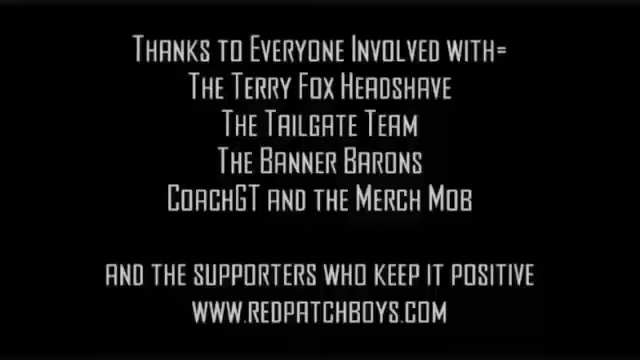 Thanks to Everyone Involved with=
The Terry Fox Headshave
The Tailgate Team
The Banner Barons
CoachGT and the Merch Mob
and the supporters who keep it positive
www.redpatchboys.com